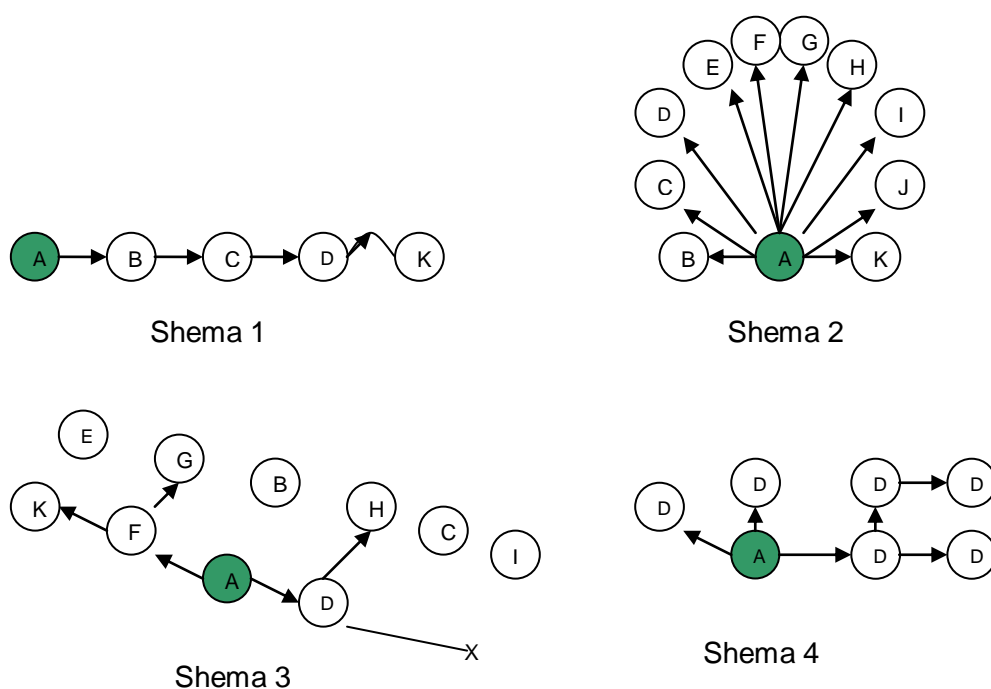 A B C D K
Shema 1
B C D E F G H I J K A
Shema 2
E G B K F H C I A D X
Shema 3
D D D D A D D
Shema 4